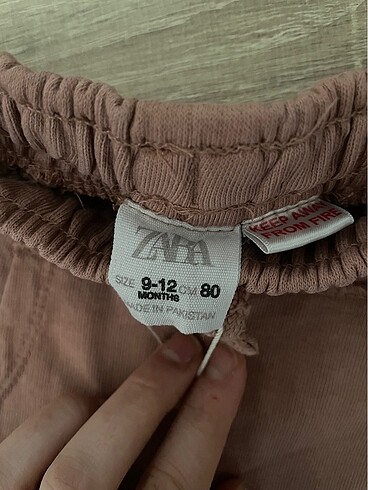 ZARA
SIZE 9-12 CM 80
MONTHS
MADE IN PAKISTAN
KEEP AWAY
FROM FIRE